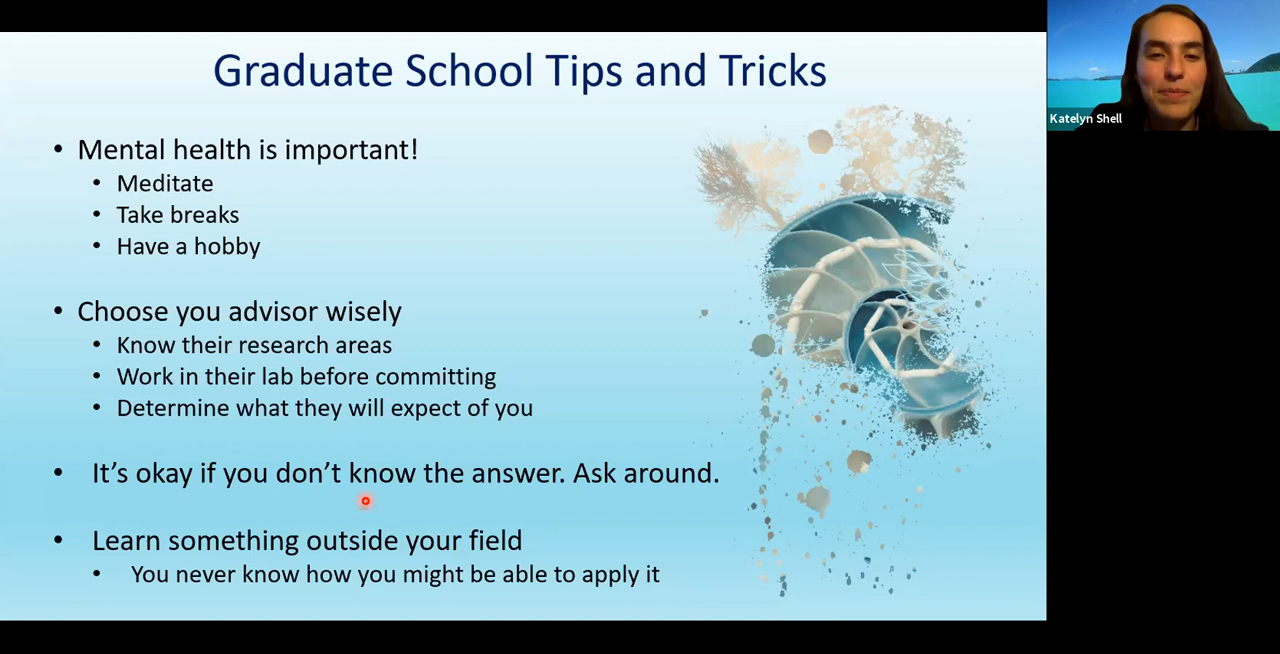 Graduate School Tips and Tricks
• Mental health is important!
• Meditate
• Take breaks
• Have a hobby
• Choose you advisor wisely
• Know their research areas
• Work in their lab before committing
• Determine what they will expect of you
• It’s okay if you don’t know the answer. Ask around.
• Learn something outside your field
• You never know how you might be able to apply it
Katelyn Shell